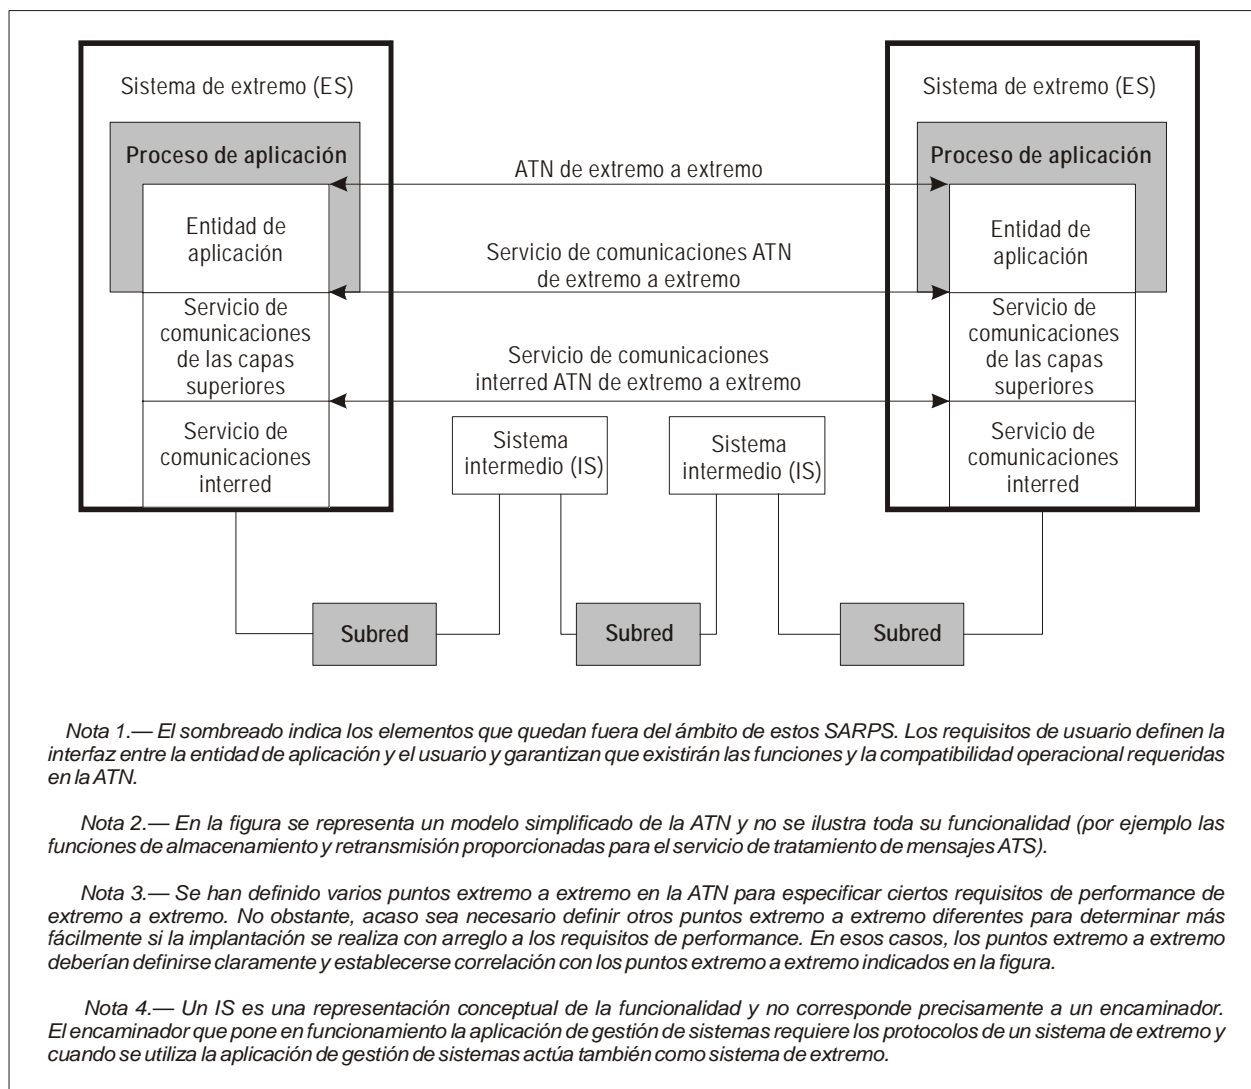 Sistema de extremo (ES)
Proceso de aplicación
Entidad de
aplicación
Servicio de
comunicaciones
de las capas
superiores
Servicio de
comunicaciones
interred
ATN de extremo a extremo
Servicio de comunicaciones ATN
de extremo a extremo
Servicio de comunicaciones
interred ATN de extremo a extremo
Sistema
intermedio (IS)
Sistema
intermedio (IS)
Sistema de extremo (ES)
Proceso de aplicación
Entidad de
aplicación
Servicio de
comunicaciones
de las capas
superiores
Servicio de
comunicaciones
interred
Subred
Subred
Subred
Nota 1.— El sombreado indica los elementos que quedan fuera del ámbito de estos SARPS. Los requisitos de usuario definen la
interfaz entre la entidad de aplicación y el usuario y garantizan que existirán las funciones y la compatibilidad operacional requeridas
en la ATN.
Nota 2.— En la figura se representa un modelo simplificado de la ATN y no se ilustra toda su funcionalidad (por ejemplo las
funciones de almacenamiento y retransmisión proporcionadas para el servicio de tratamiento de mensajes ATS).
Nota 3.— Se han definido varios puntos extremo a extremo en la ATN para especificar ciertos requisitos de performance de
extremo a extremo. No obstante, acaso sea necesario definir otros puntos extremo a extremo diferentes para determinar más
fácilmente si la implantación se realiza con arreglo a los requisitos de performance. En esos casos, los puntos extremo a extremo
deberían definirse claramente y establecerse correlación con los puntos extremo a extremo indicados en la figura.
Nota 4.— Un IS es una representación conceptual de la funcionalidad y no corresponde precisamente a un encaminador.
El encaminador que pone en funcionamiento la aplicación de gestión de sistemas requiere los protocolos de un sistema de extremo y
cuando se utiliza la aplicación de gestión de sistemas actúa también como sistema de extremo.